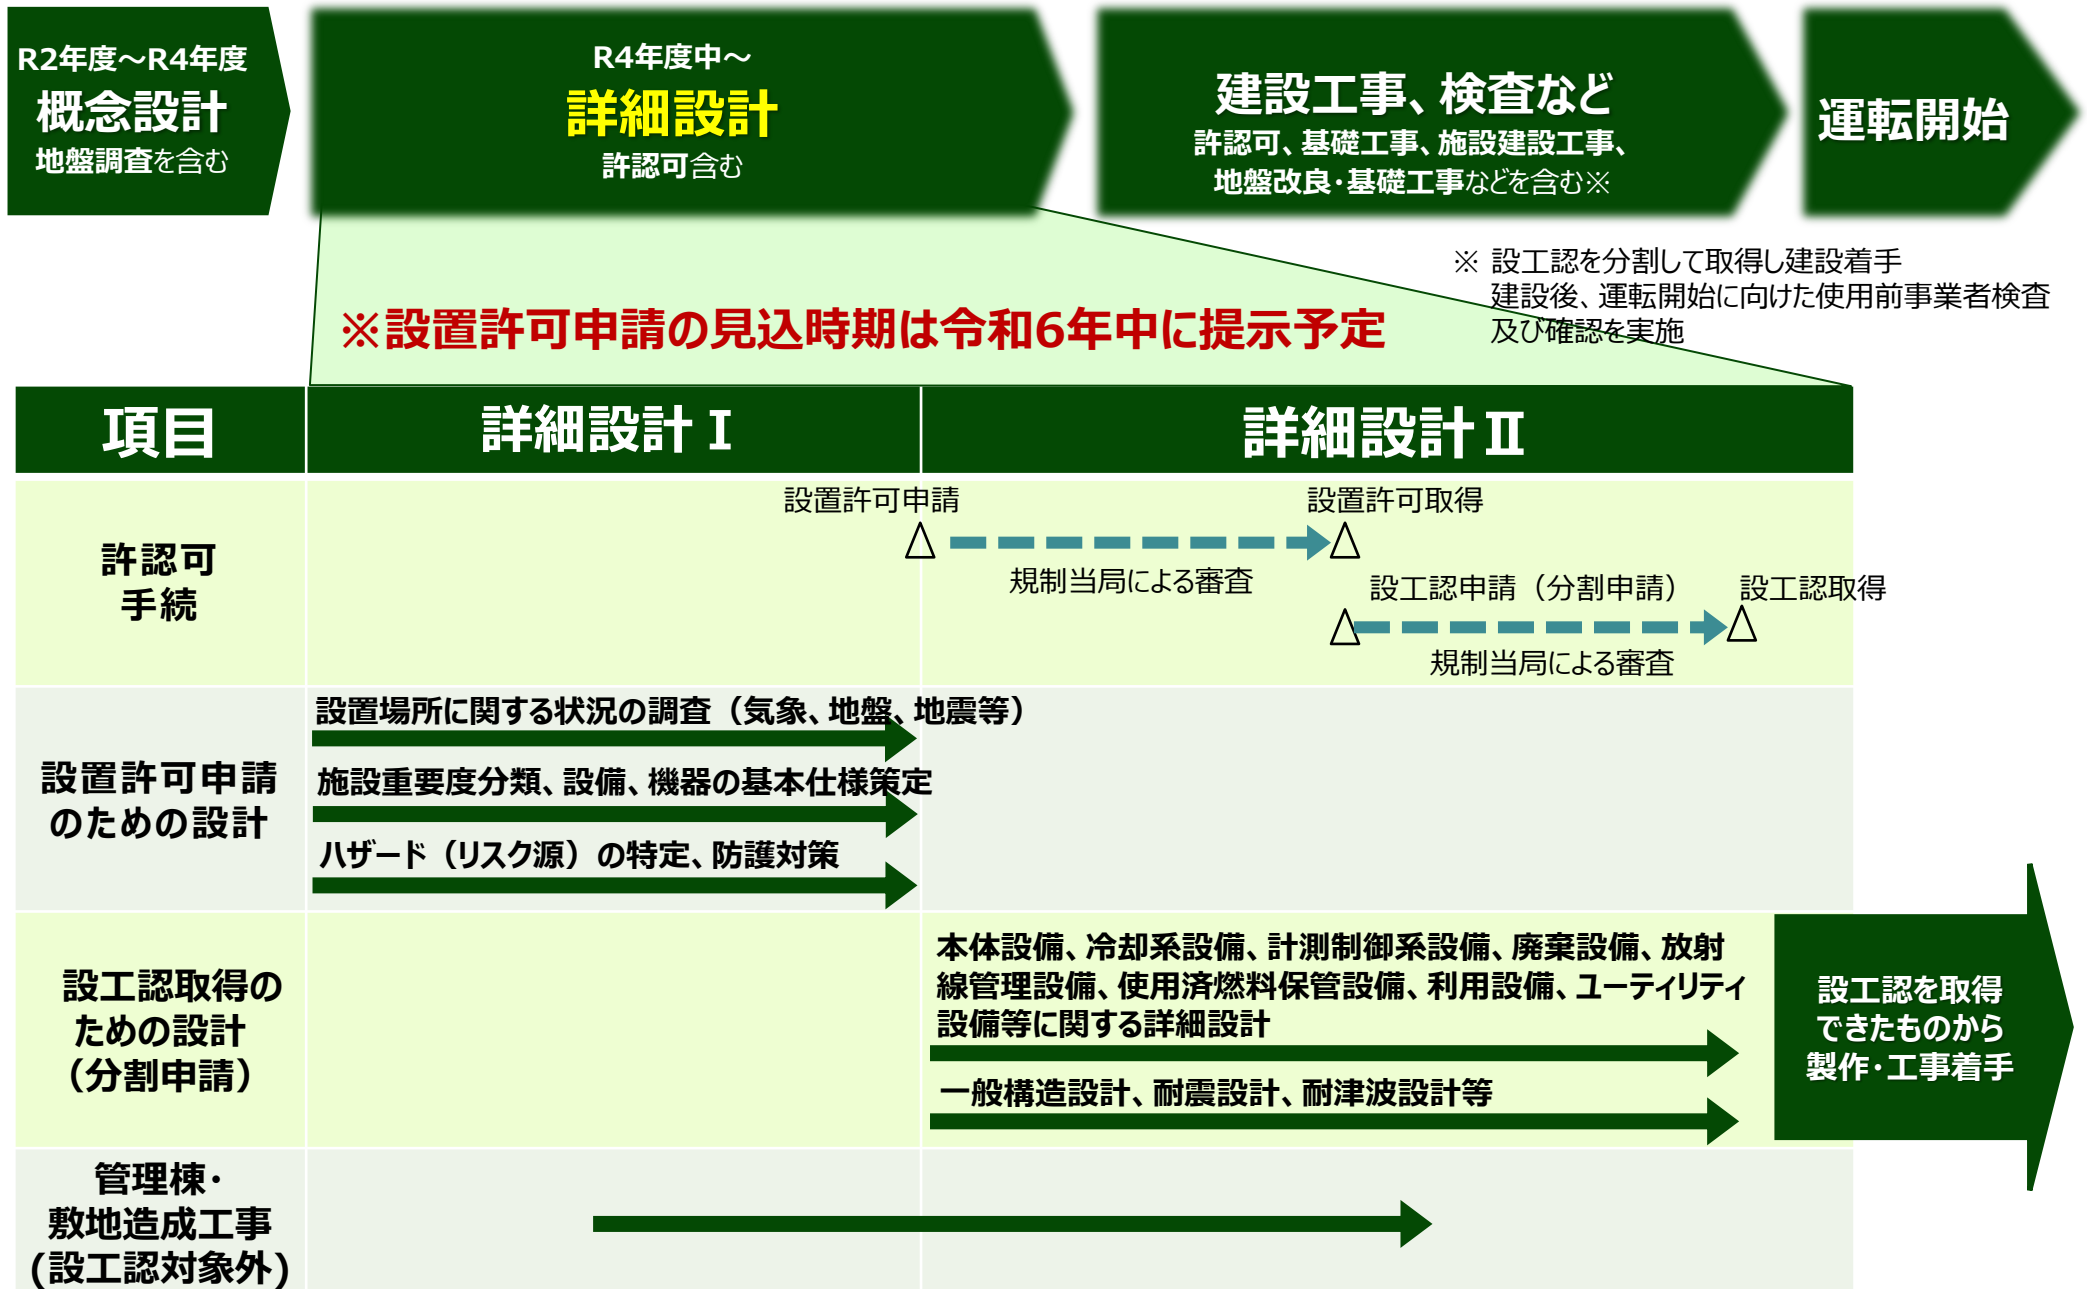 R2年度～R4年度
概念設計
地盤調査を含む
R4年度中～
詳細設計
許認可含む
建設工事、検査など
許認可、基礎工事、施設建設工事、
地盤改良・基礎工事などを含む※
運転開始
※ 設工認を分割して取得し建設着手
建設後、運転開始に向けた使用前事業者検査
及び確認を実施
※設置許可申請の見込時期は令和6年中に提示予定
項目
詳細設計Ⅰ
詳細設計Ⅱ
許認可
手続
設置許可申請
設置許可取得
規制当局による審査
設工認申請（分割申請）
設工認取得
規制当局による審査
設置許可申請
のための設計
設置場所に関する状況の調査（気象、地盤、地震等）
施設重要度分類、設備、機器の基本仕様策定
ハザード（リスク源）の特定、防護対策
設工認取得の
ための設計
（分割申請）
本体設備、冷却系設備、計測制御系設備、廃棄設備、放射
線管理設備、使用済燃料保管設備、利用設備、ユーティリティ
設備等に関する詳細設計
一般構造設計、耐震設計、耐津波設計等
設工認を取得
できたものから
製作・工事着手
管理棟・
敷地造成工事
(設工認対象外)